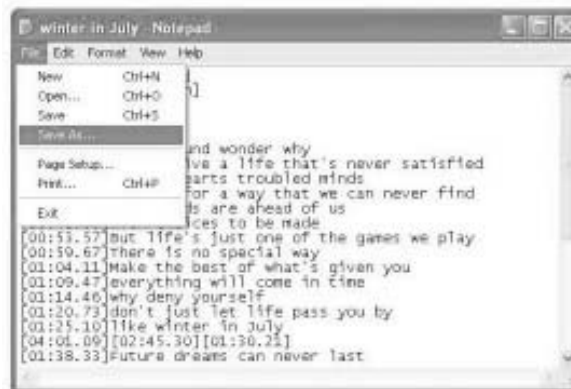 winter in July - Notepad
File Edit Format View Help
New Ctrl+N
Open... Ctrl+O
Save Ctrl+S
Save As...
Page Setup...
Print... Ctrl+P
Exit
und wonder why
ive a life that's never satisfied
arts troubled minds
for a way that we can never find
ds are ahead of us
ices to be made
[00:53.57]But life's just one of the games we play
[00:59.67]There is no special way
[01:04.11]Make the best of what's given you
[01:09.47]everything will come in time
[01:14.46]why deny yourself
[01:20.73]don't just let life pass you by
[01:25.10]like winter in July
[04:01.09][02:45.30][01:30.21]
[01:38.33]Future dreams can never last